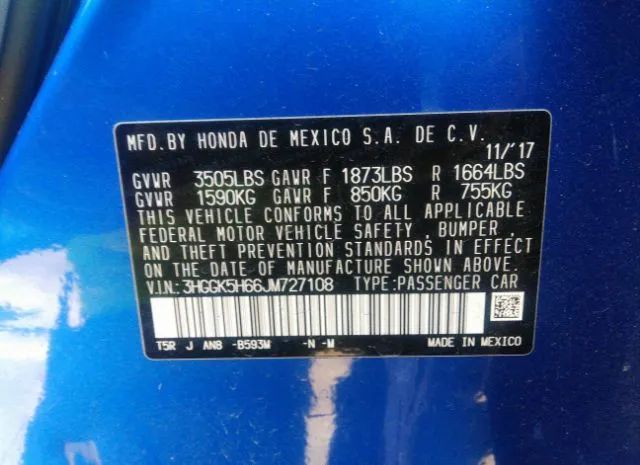 MFD. BY HONDA DE MEXICO S.A. DE C.V.
11/'17
GVWR 3505LBS GAWR F 1873LBS R 1664LBS
GVWR 1590KG GAWR F 850KG R 755KG
THIS VEHICLE CONFORMS TO ALL APPLICABLE
FEDERAL MOTOR VEHICLE SAFETY , BUMPER ,
AND THEFT PREVENTION STANDARDS IN EFFECT
ON THE DATE OF MANUFACTURE SHOWN ABOVE.
V.I.N.: 3HGGK5H66JM727108 TYPE:PASSENGER CAR
T5R J AN8 -B593M -N -M MADE IN MEXICO